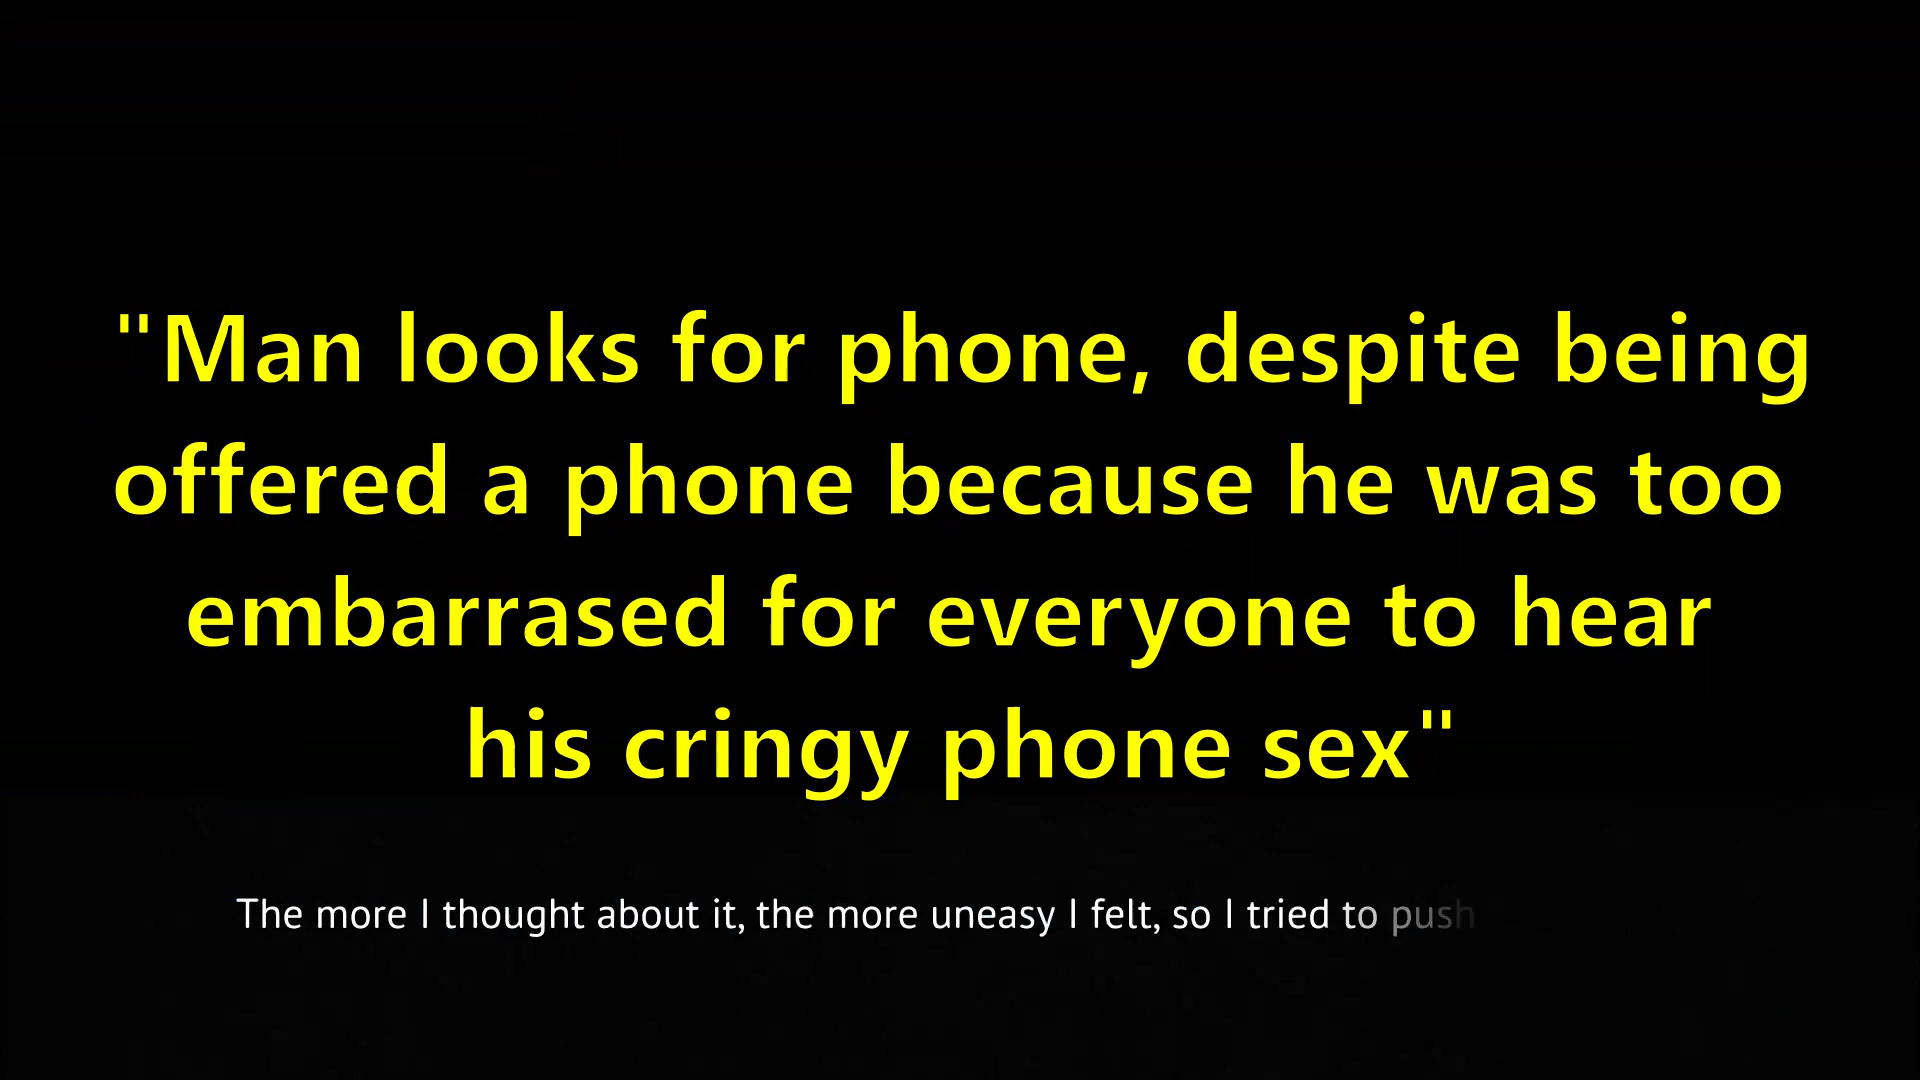 "Man looks for phone, despite being
offered a phone because he was too
embarrased for everyone to hear
his cringy phone sex"
The more I thought about it, the more uneasy I felt, so I tried to push